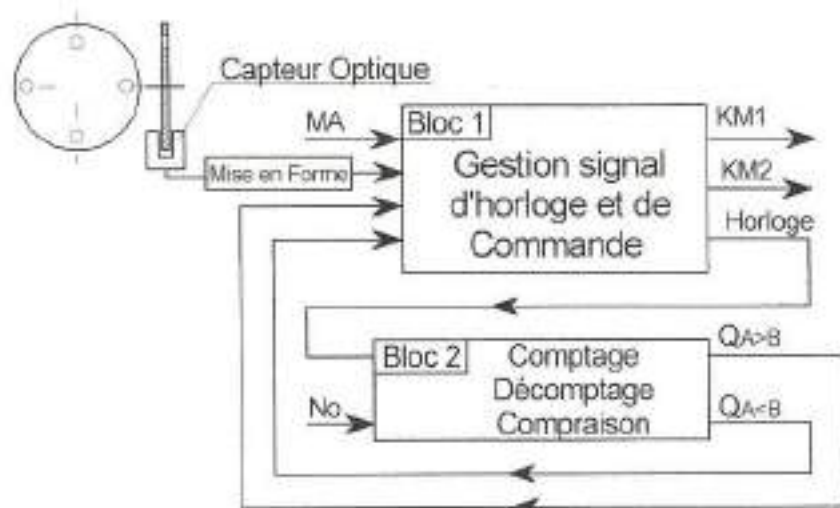 Capteur Optique
MA
Mise en Forme
Bloc 1
Gestion signal
d'horloge et de
Commande
KM1
KM2
Horloge
Bloc 2
Comptage
Décomptage
Compraison
No
QA>B
QA<B